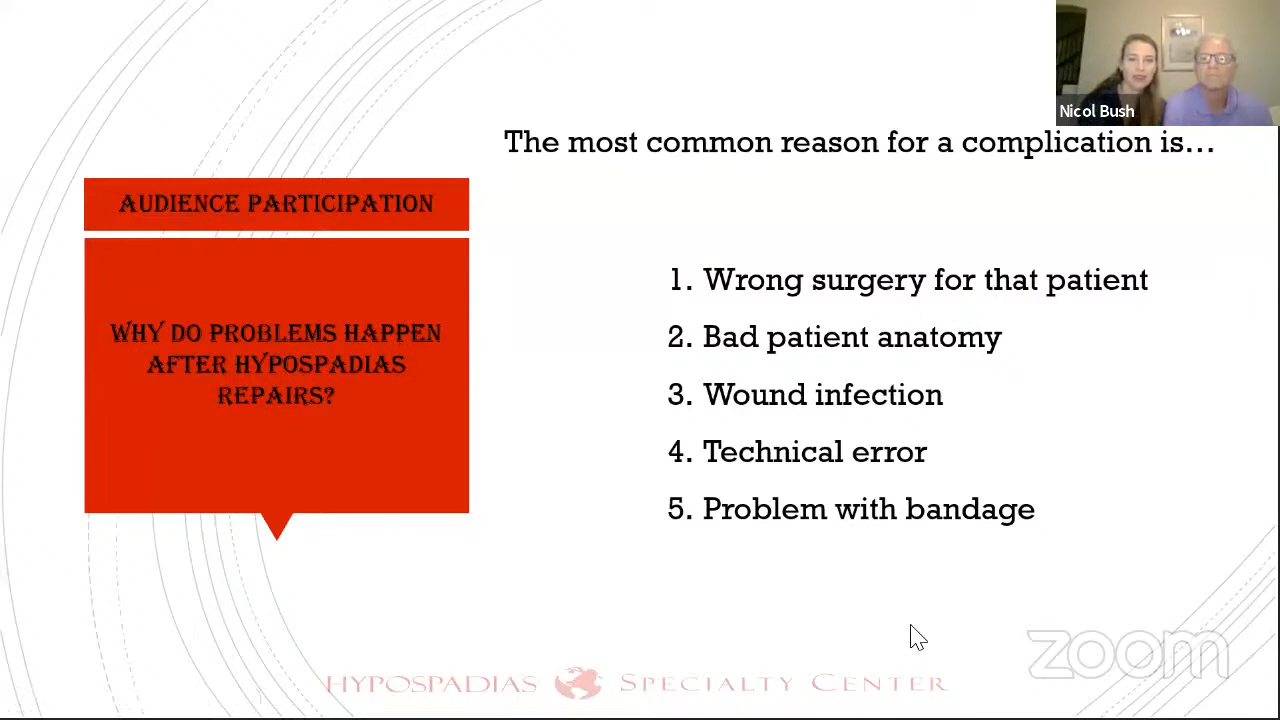 Nicol Bush
The most common reason for a complication is...
AUDIENCE PARTICIPATION
WHY DO PROBLEMS HAPPEN
AFTER HYPOSPADIAS
REPAIRS?
1. Wrong surgery for that patient
2. Bad patient anatomy
3. Wound infection
4. Technical error
5. Problem with bandage
zoom
HYPOSPADIAS SPECIALTY CENTER